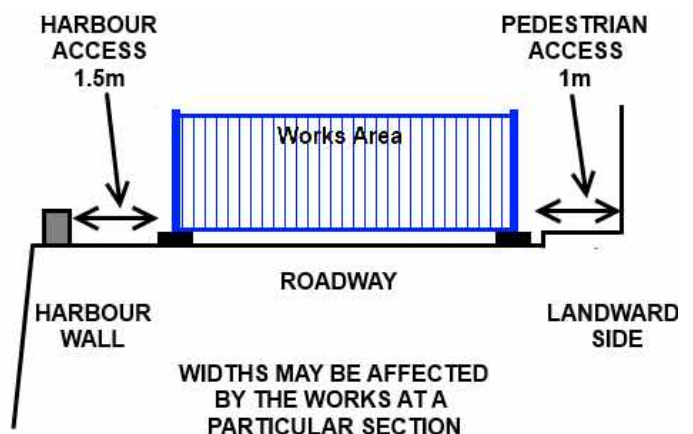 HARBOUR
ACCESS
1.5m
PEDESTRIAN
ACCESS
1m
Works Area
ROADWAY
HARBOUR
WALL
LANDWARD
SIDE
WIDTHS MAY BE AFFECTED
BY THE WORKS AT A
PARTICULAR SECTION